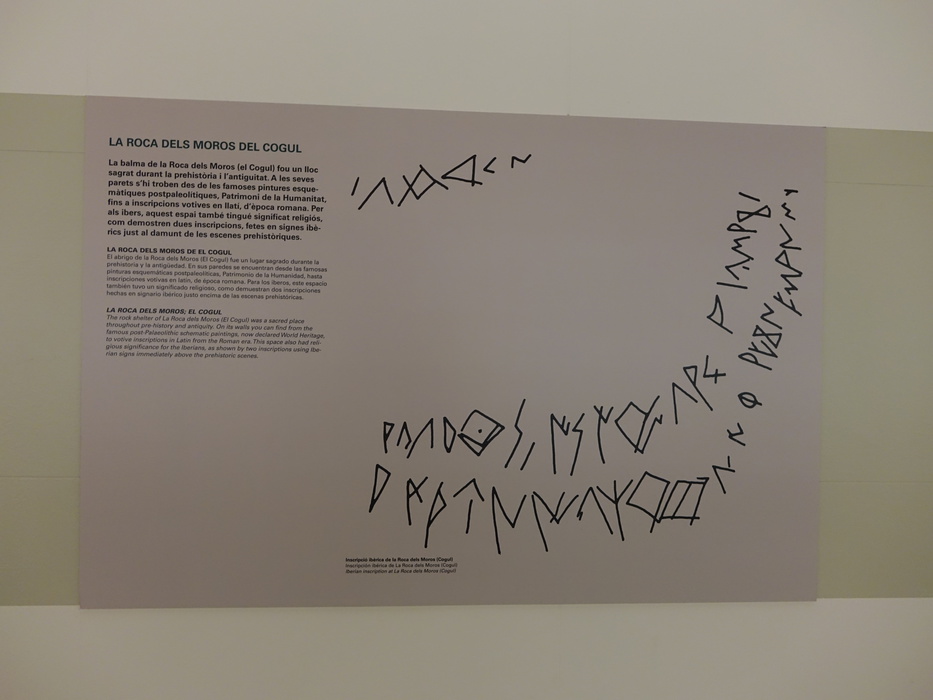 LA ROCA DELS MOROS DEL COGUL
La balma de la Roca dels Moros (el Cogul) fou un lloc
sagrat durant la prehistòria i l'antiguitat. A les seves
parets s'hi troben des de les famoses pintures esque-
màtiques postpaleolítiques, Patrimoni de la Humanitat,
fins a inscripcions votives en llatí, d'època romana. Per
als ibers, aquest espai també tingué significat religiós,
com demostren dues inscripcions, fetes en signes ibè-
rics just al damunt de les escenes prehistòriques.
LA ROCA DELS MOROS DE EL COGUL
El abrigo de la Roca dels Moros (El Cogul) fue un lugar sagrado durante la
prehistoria y la antigüedad. En sus paredes se encuentran desde las famosas
pinturas esquemáticas postpaleolíticas, Patrimonio de la Humanidad, hasta
inscripciones votivas en latín, de época romana. Para los iberos, este espacio
también tuvo un significado religioso, como demuestran dos inscripciones
hechas en signario ibérico justo encima de las escenas prehistóricas.
LA ROCA DELS MOROS; EL COGUL
The rock shelter of La Roca dels Moros (El Cogul) was a sacred place
throughout pre-history and antiquity. On its walls you can find from the
famous post-Palaeolithic schematic paintings, now declared World Heritage,
to votive inscriptions in Latin from the Roman era. This space also had reli-
gious significance for the Iberians, as shown by two inscriptions using Ibe-
rian signs immediately above the prehistoric scenes.
Inscripció ibèrica de la Roca dels Moros (Cogul)
Inscripción ibérica de La Roca dels Moros (Cogul)
Iberian inscription at La Roca dels Moros (Cogul)